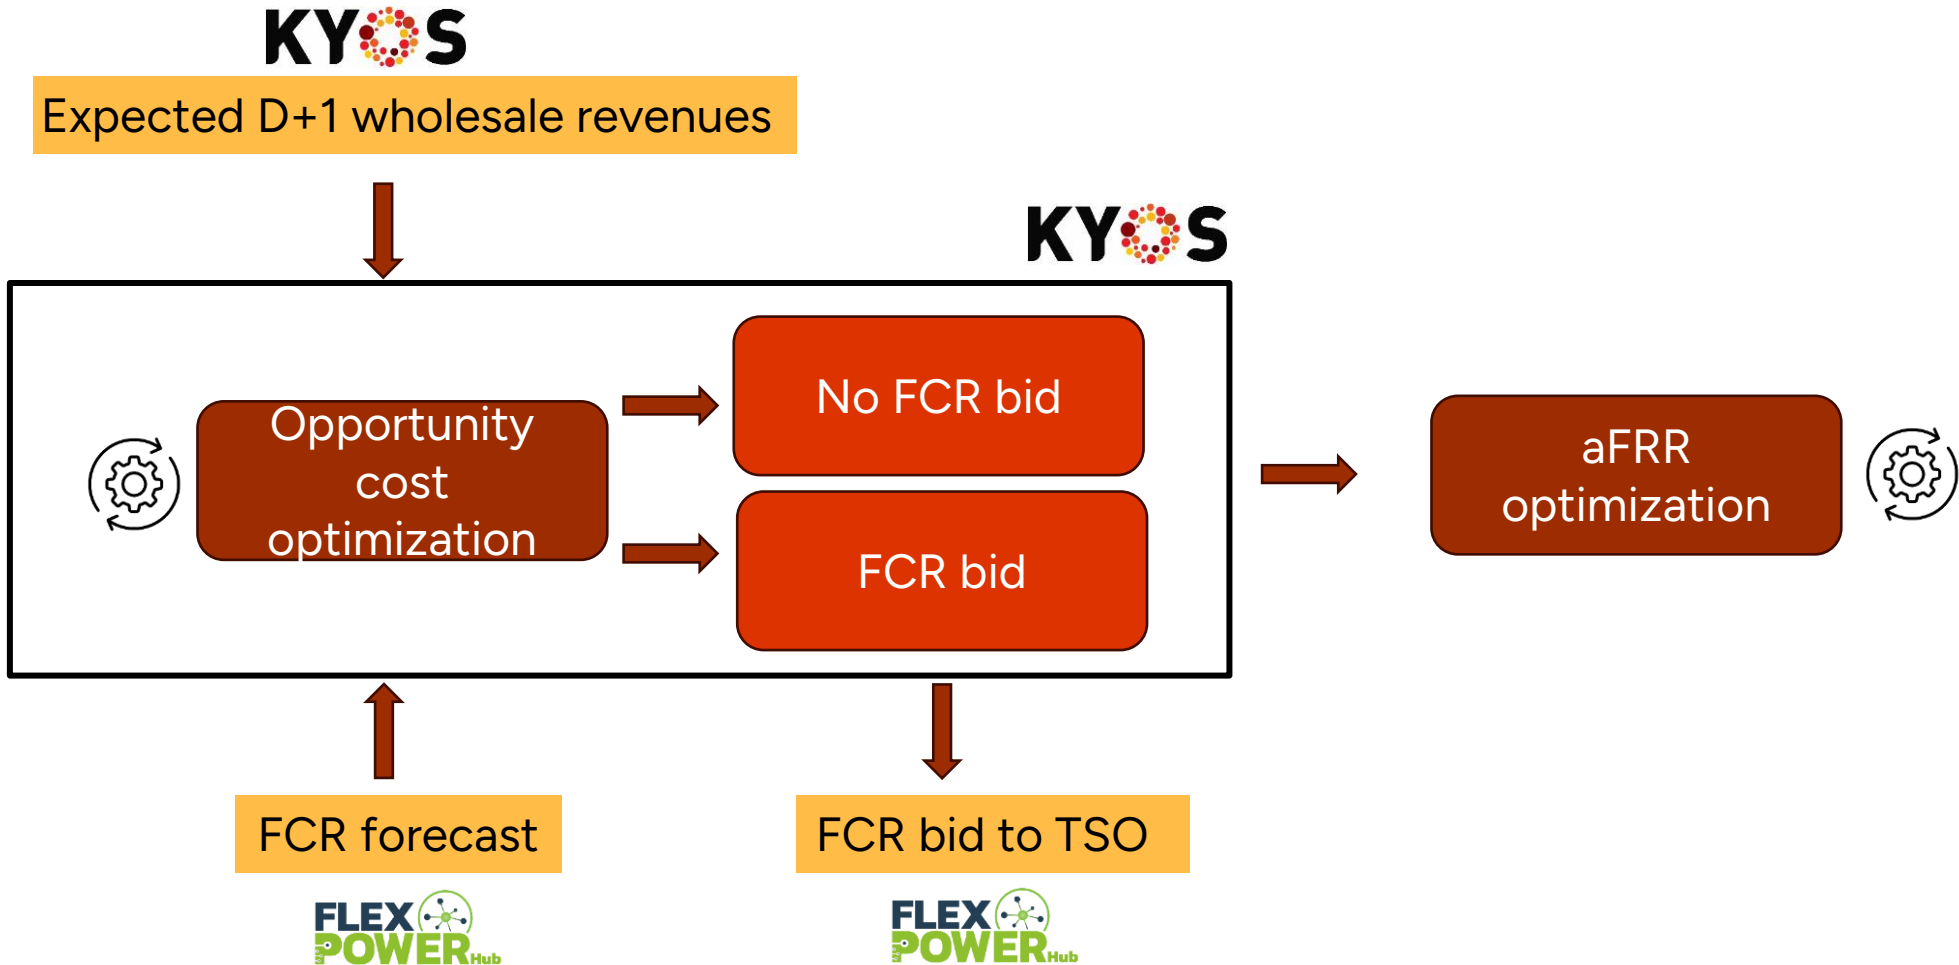 KYOS
Expected D+1 wholesale revenues
KYOS
Opportunity
cost
optimization
No FCR bid
FCR bid
aFRR
optimization
FCR forecast
FCR bid to TSO
FLEX
POWER Hub
FLEX
POWER Hub